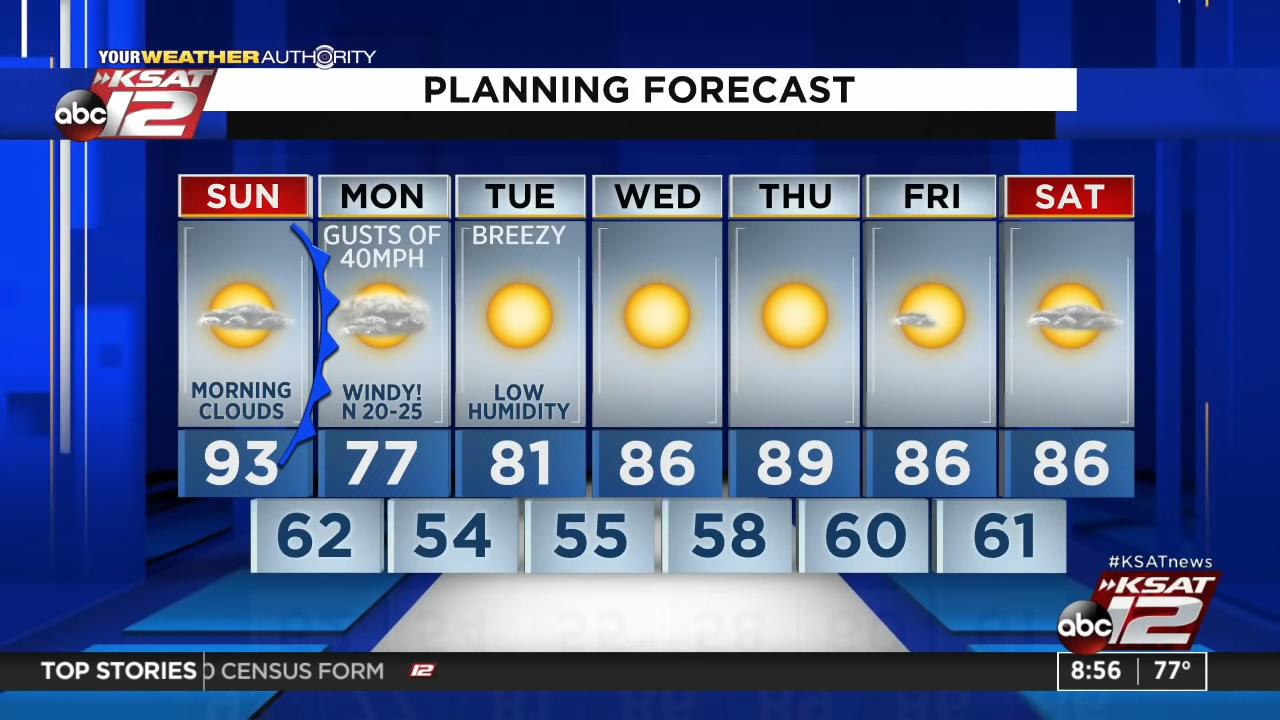 YOURWEATHERAUTHORITY
KSAT
abc 12
PLANNING FORECAST
SUN MON TUE WED THU FRI SAT
GUSTS OF
40MPH
BREEZY
MORNING
CLOUDS
WINDY!
N 20-25
LOW
HUMIDITY
93 77 81 86 89 86 86
62 54 55 58 60 61
#KSATnews
KSAT
abc 12
TOP STORIES CENSUS FORM 12
8:56 77°